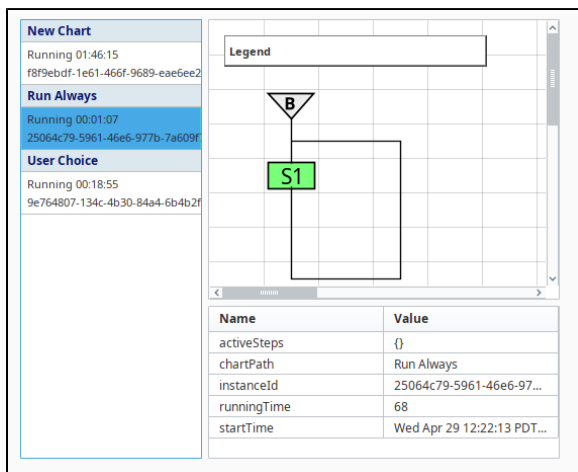 New Chart
Running 01:46:15
f8f9ebdf-1e61-466f-9689-eae6ee2
Run Always
Running 00:01:07
25064c79-5961-46e6-977b-7a609f
User Choice
Running 00:18:55
9e764807-134c-4b30-84a4-6b4b2f
Legend
B
S1
Name Value
activeSteps {}
chartPath Run Always
instanceId 25064c79-5961-46e6-97...
runningTime 68
startTime Wed Apr 29 12:22:13 PDT...